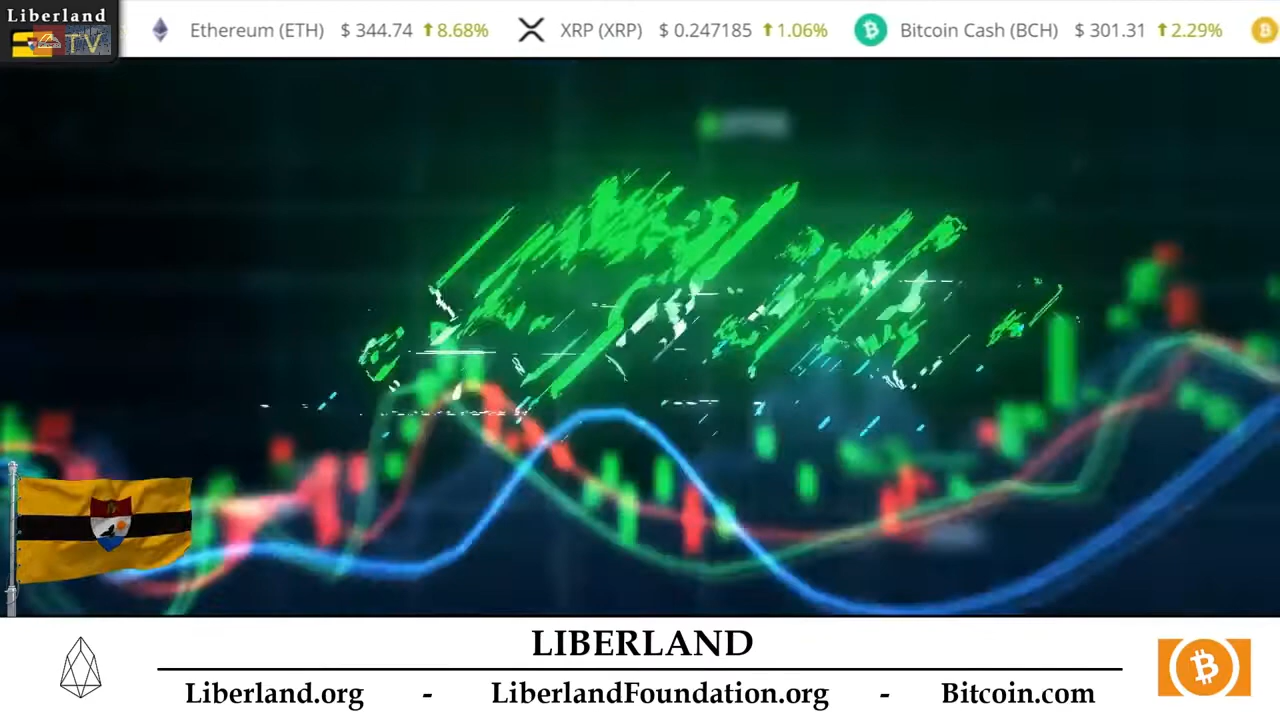 Liberland
TV
Ethereum (ETH) $ 344.74 8.68% XRP (XRP) $ 0.247185 1.06% Bitcoin Cash (BCH) $ 301.31 2.29%
LIBERLAND
Liberland.org - LiberlandFoundation.org - Bitcoin.com